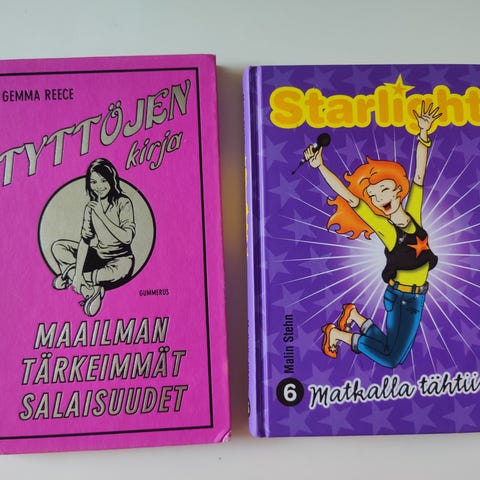 GEMMA REECE
TYTTÖJEN
kirja
GUMMERUS
MAAILMAN
TÄRKEIMMÄT
SALAISUUDET
Starlight
Malin Stehn
6
Matkalla tähtii